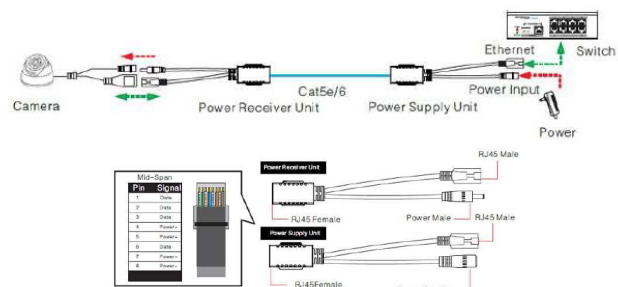 Ethernet
Switch
Camera
Power Receiver Unit
Cat5e/6
Power Supply Unit
Power Input
Power
Mid-Span
Pin Signal
1 Data
2 Data
3 Data
4 Power+
5 Power+
6 Data
7 Power-
8 Power-
Power Receiver Unit
RJ45 Male
RJ45 Female
Power Male
RJ45 Male
Power Supply Unit
RJ45Female